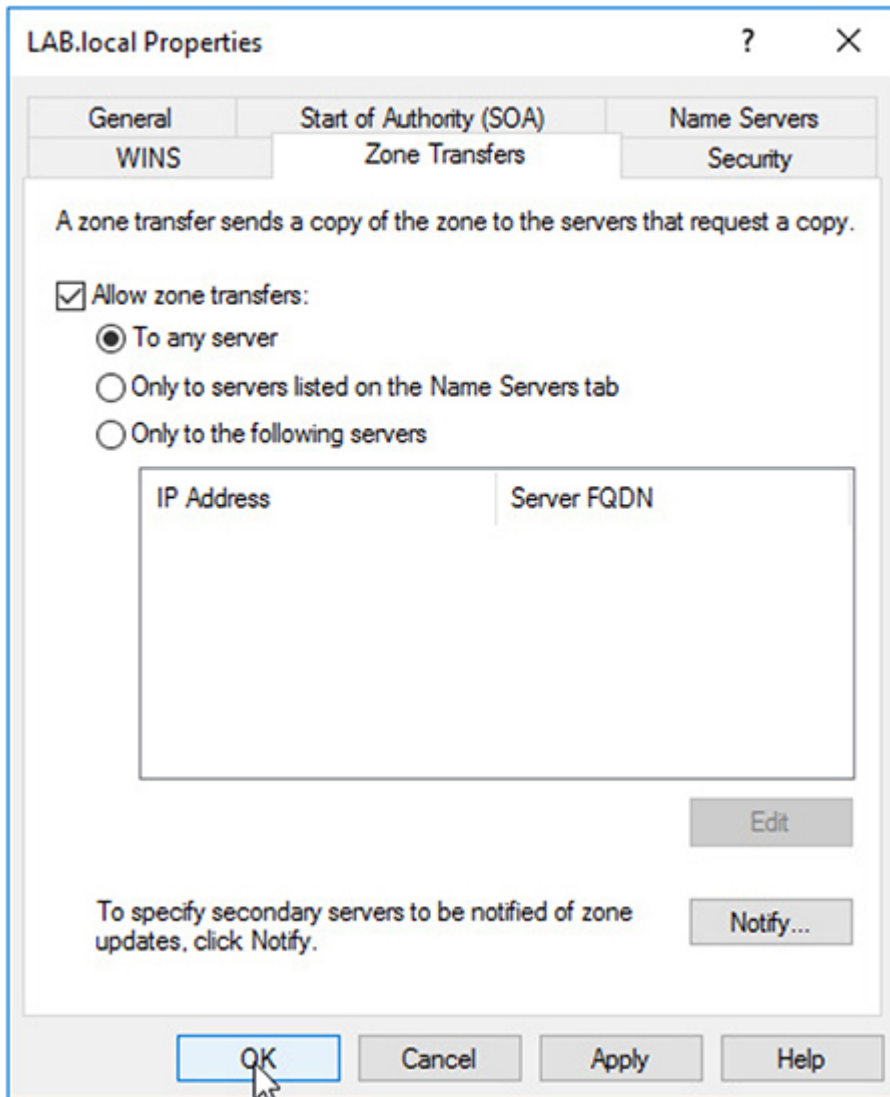 LAB.local Properties
?
General
Start of Authority (SOA)
Name Servers
WINS
Zone Transfers
Security
A zone transfer sends a copy of the zone to the servers that request a copy.
Allow zone transfers:
To any server
Only to servers listed on the Name Servers tab
Only to the following servers
IP Address
Server FQDN
Edit
To specify secondary servers to be notified of zone
updates, click Notify.
Notify...
OK
Cancel
Apply
Help